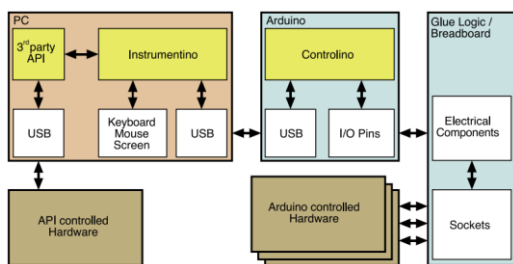 PC
3rd party
API
Instrumentino
USB
Keyboard
Mouse
Screen
USB
API controlled
Hardware
Arduino
Controlino
USB
I/O Pins
Arduino controlled
Hardware
Glue Logic /
Breadboard
Electrical
Components
Sockets